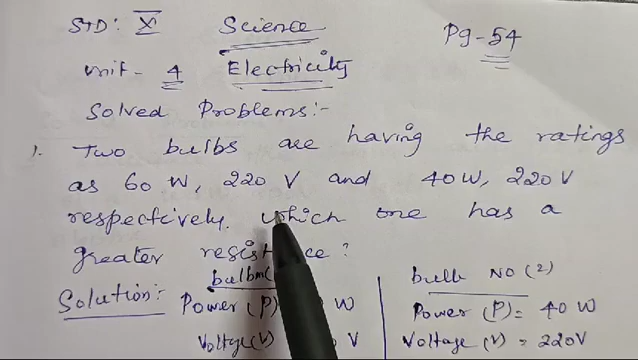 STD: X Science Pg-54
unit - 4 Electricity
Solved Problems:-
1. Two bulbs are having the ratings
as 60 W, 220 V and 40 W, 220 V
respectively. Which one has a
greater resistance?
Solution:
Power (P) W
Voltage (V) V
bulb NO (2)
Power (P) = 40 W
Voltage (V) = 220V